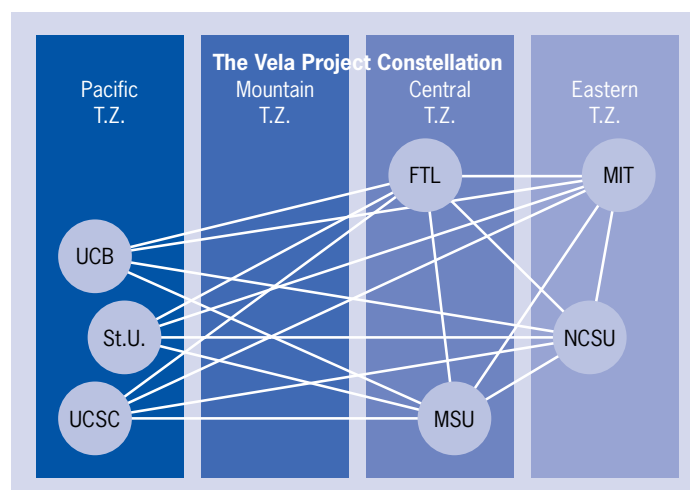 The Vela Project Constellation
Pacific
T.Z.
Mountain
T.Z.
Central
T.Z.
Eastern
T.Z.
FTL
MIT
UCB
St.U.
NCSU
UCSC
MSU